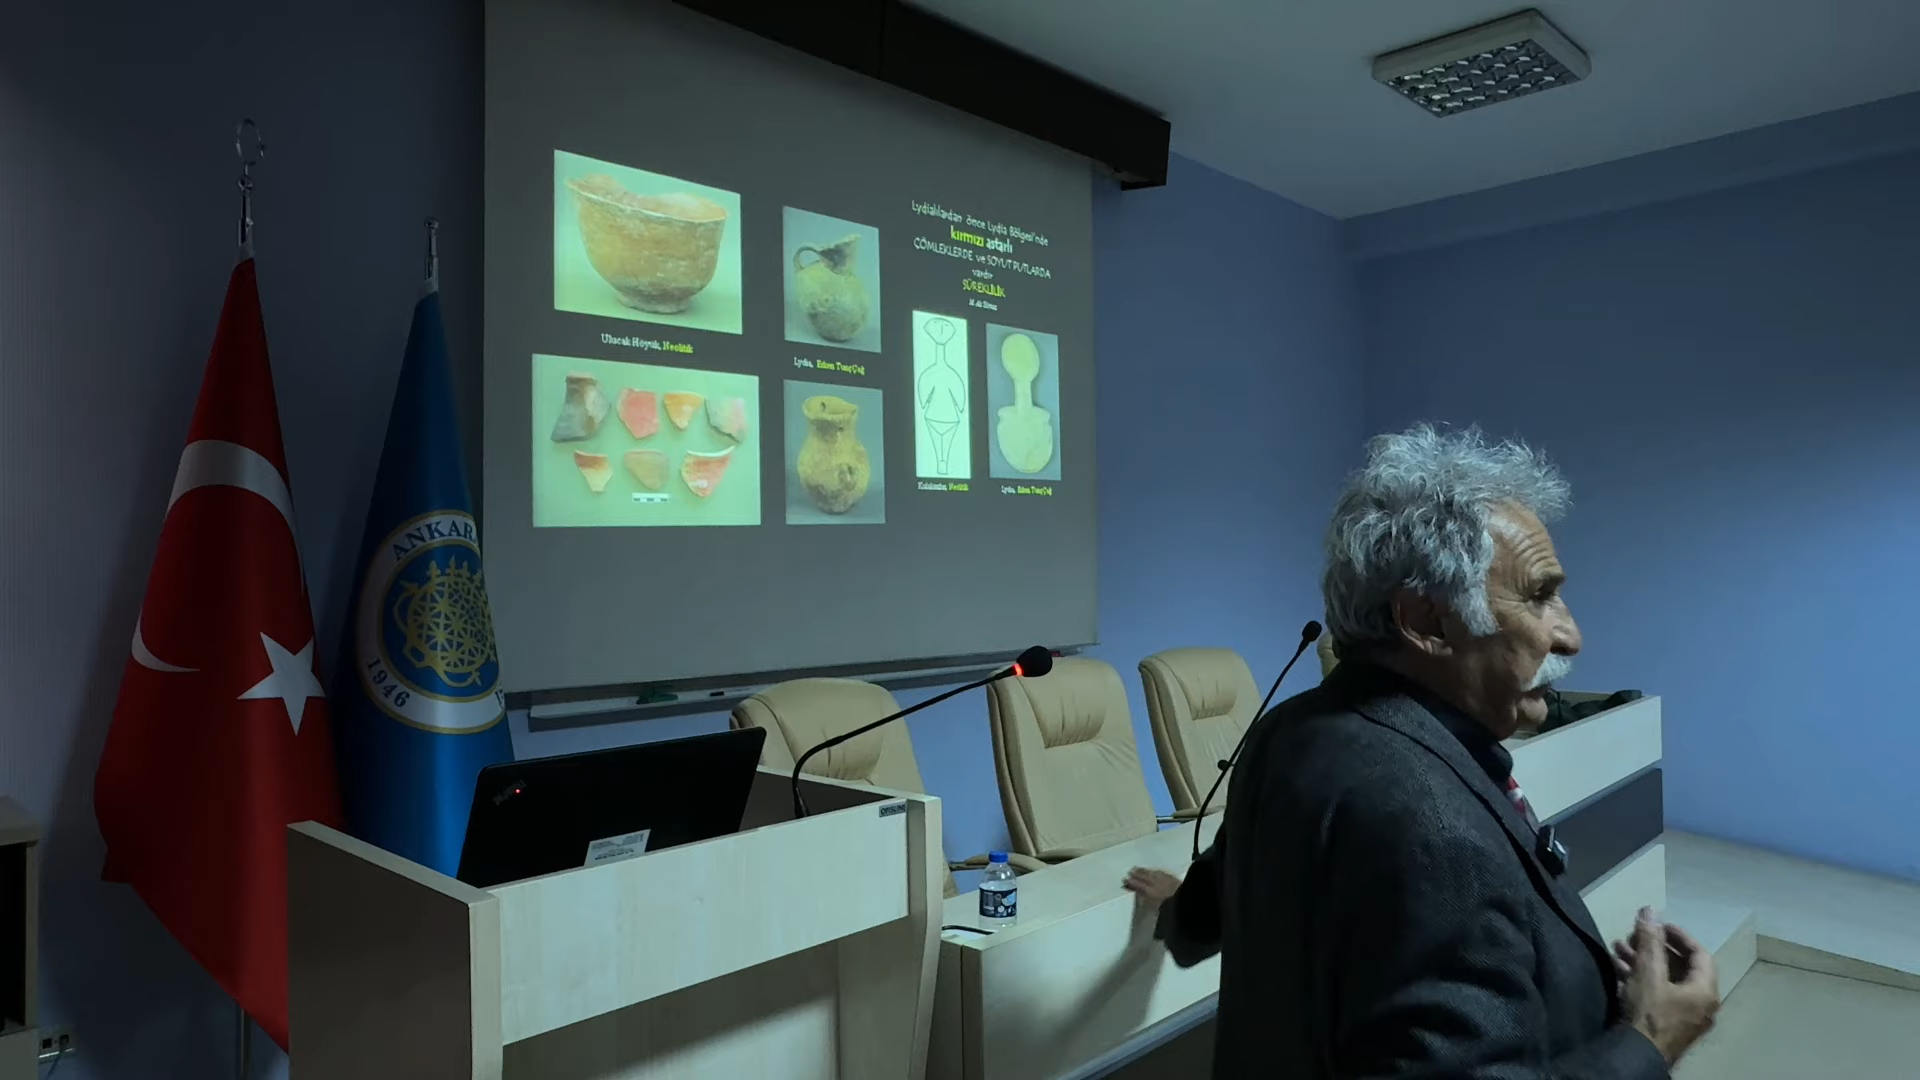 Lydialılardan önce Lydia Bölgesi'nde
kırmızı astarlı
ÇÖMLEKLERDE ve SOYUT PUTLARDA
vardır
SÜREKLİLİK
Ulucak Höyük, Neolitik
Lydia, Erken Tunç Çağ
Neolitik
Lydia, Erken Tunç Çağ
ANKARA
1946